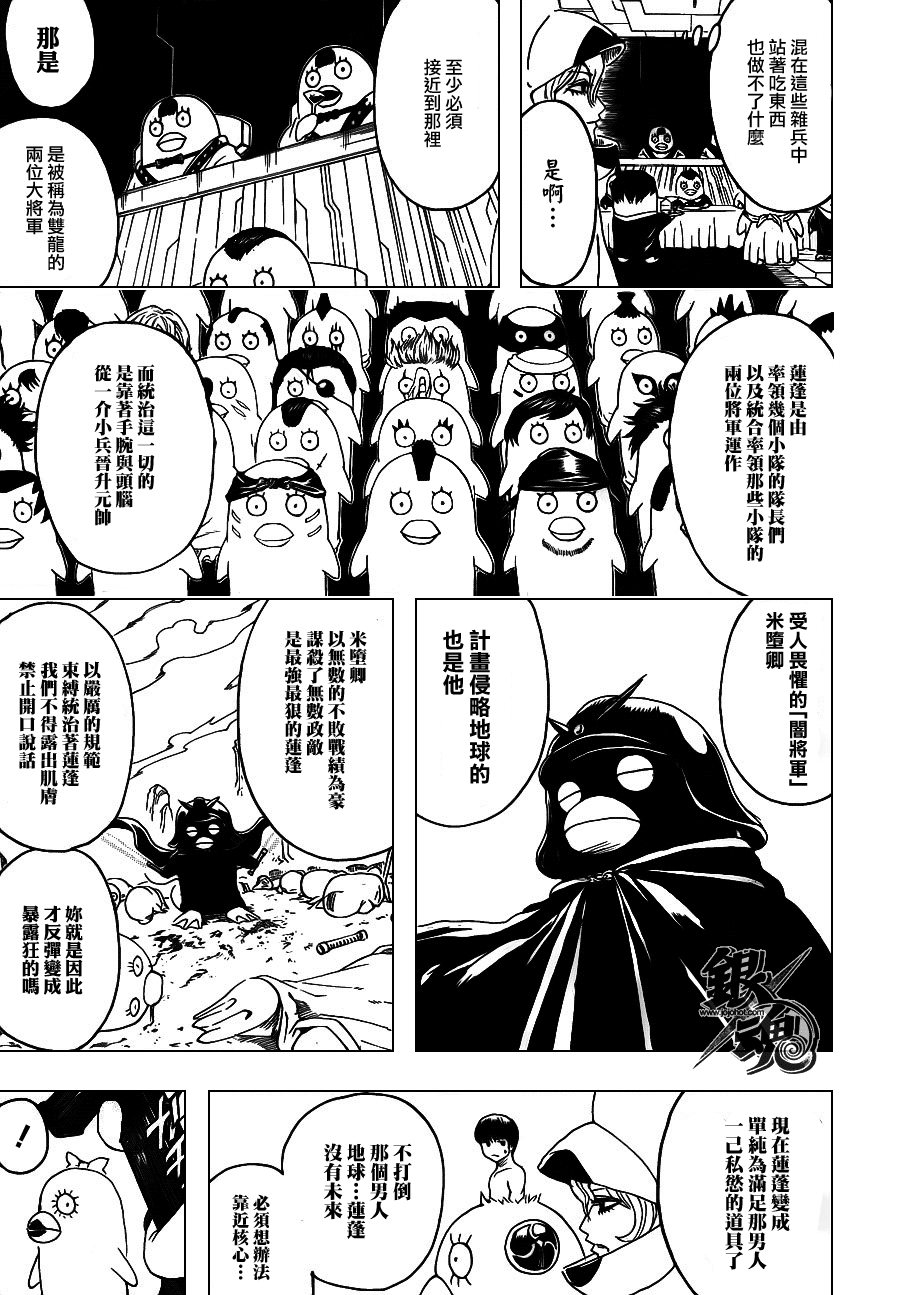 混在這些雜兵中
站著吃東西
也做不了什麼
是啊…
至少必須
接近到那裡
那是
是被稱為雙龍的
兩位大將軍
蓮蓬是由
率領幾個小隊的隊長們
以及統合率領那些小隊的
兩位將軍運作
而統治這一切的
是靠著手腕與頭腦
從一介小兵晉升元帥
受人畏懼的「闇將軍」
米墮卿
計畫侵略地球的
也是他
米墮卿
以無數的不敗戰績為豪
謀殺了無數政敵
是最強最狠的蓮蓬
以嚴厲的規範
束縛統治著蓮蓬
我們不得露出肌膚
禁止開口說話
妳就是因此
才反彈變成
暴露狂的嗎
銀魂
www.jojohot.com
現在蓮蓬變成
單純為滿足那男人
一己私慾的道具了
不打倒
那個男人
地球…蓮蓬
沒有未來
必須想辦法
靠近核心…
！